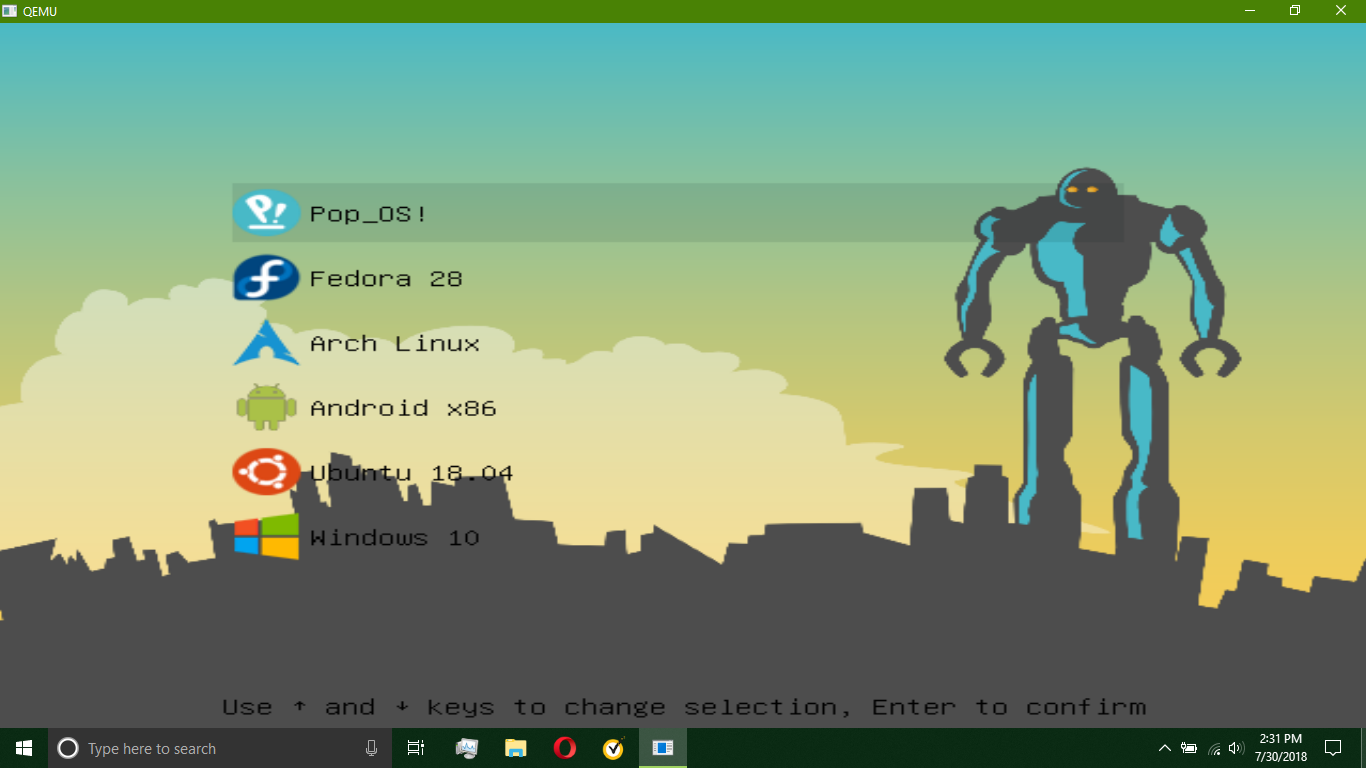 QEMU
Pop_OS!
Fedora 28
Arch Linux
Android x86
Ubuntu 18.04
Windows 10
Use ↑ and ↓ keys to change selection, Enter to confirm
Type here to search
2:31 PM
7/30/2018